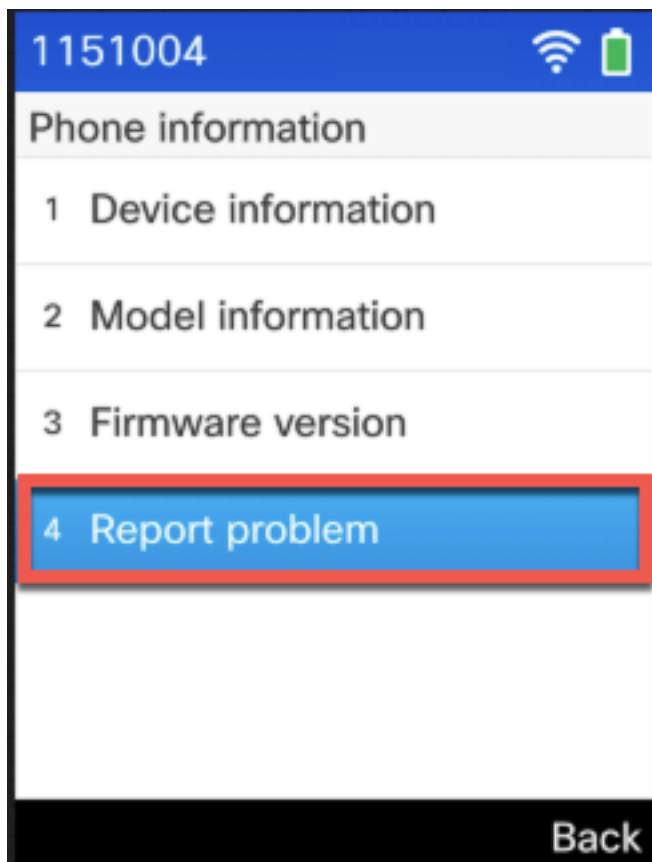 1151004
Phone information
1 Device information
2 Model information
3 Firmware version
4 Report problem
Back